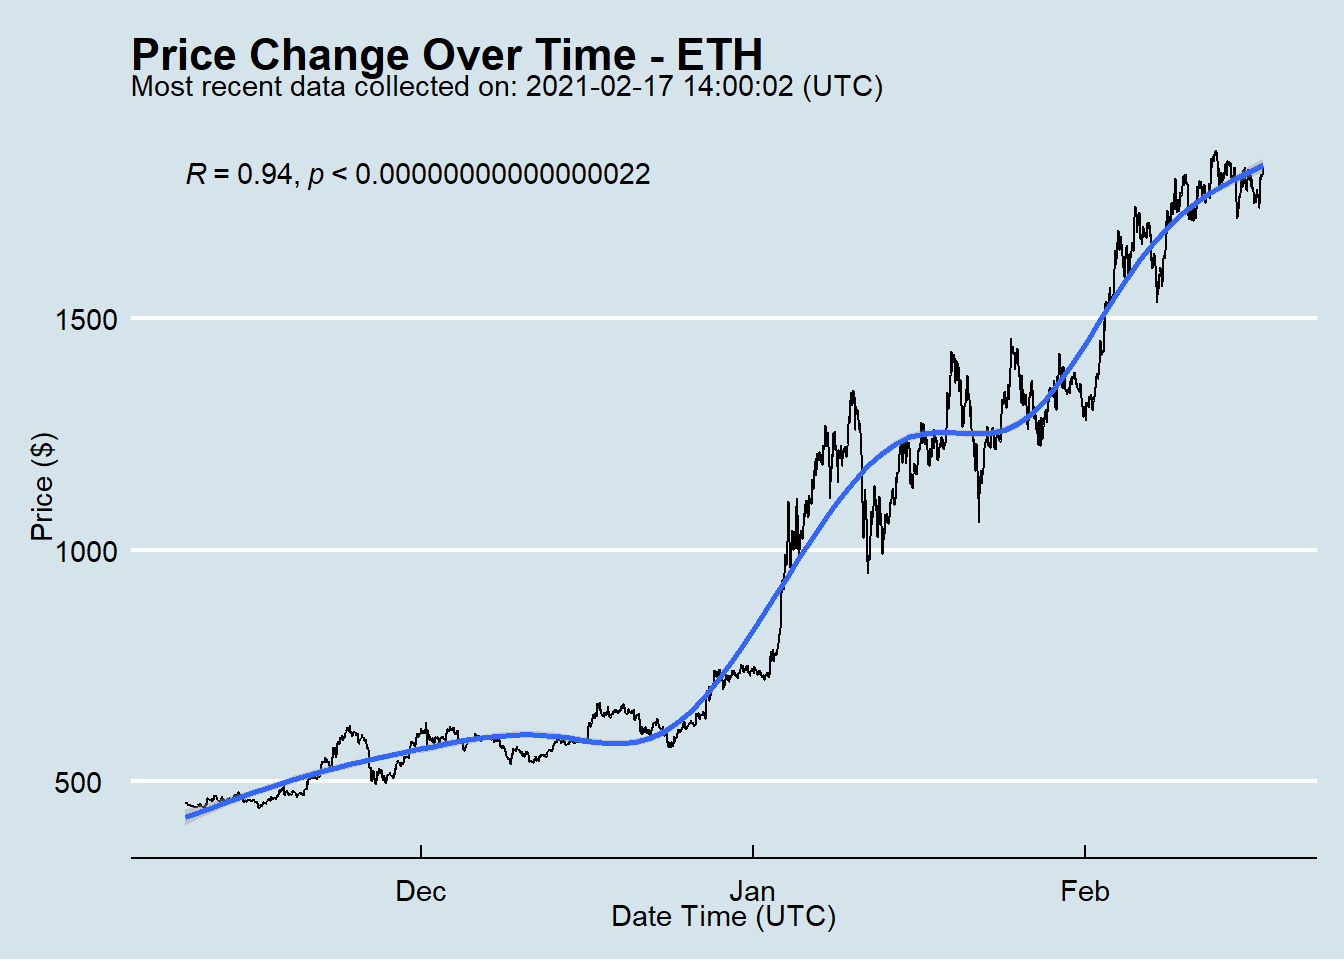 Price Change Over Time - ETH
Most recent data collected on: 2021-02-17 14:00:02 (UTC)
R = 0.94, p < 0.00000000000000022
1500
1000
500
Price ($)
Dec
Jan
Feb
Date Time (UTC)